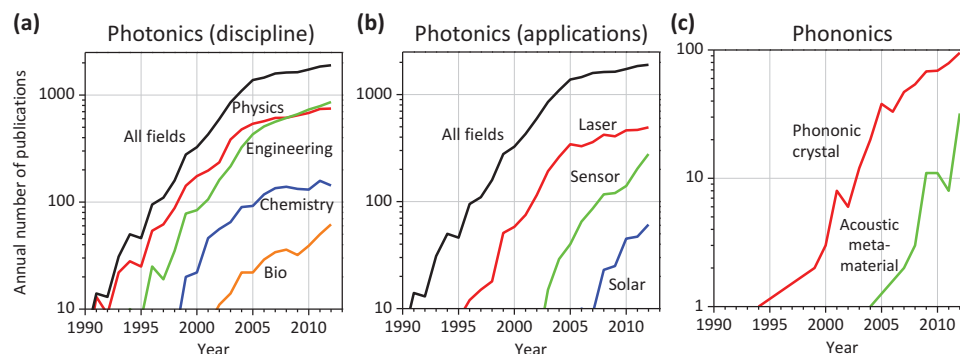 (a) Photonics (discipline)
Annual number of publications
1000
100
10
All fields
Physics
Engineering
Chemistry
Bio
1990 1995 2000 2005 2010
Year
(b) Photonics (applications)
1000
100
10
All fields
Laser
Sensor
Solar
1990 1995 2000 2005 2010
Year
(c) Phononics
100
10
1
Phononic
crystal
Acoustic
meta-
material
1990 1995 2000 2005 2010
Year